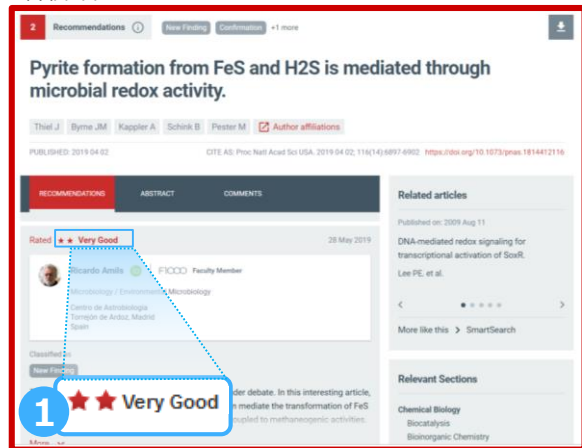 2 Recommendations New Finding Confirmation +1 more
Pyrite formation from FeS and H2S is mediated through
microbial redox activity.
Thiel J Byrne JM Kappler A Schink B Pester M Author affiliations
PUBLISHED: 2019 04 02 CITE AS: Proc Natl Acad Sci USA. 2019 04 02; 116(14):6897-6902 https://doi.org/10.1073/pnas.1814412116
RECOMMENDATIONS ABSTRACT COMMENTS
Rated ★ ★ Very Good 28 May 2019
Ricardo Amils F1000 Faculty Member
Microbiology / Environmental Microbiology
Centro de Astrobiología
Torrejón de Ardoz, Madrid
Spain
Classified in
New Finding
1 ★ ★ Very Good
der debate. In this interesting article,
n mediate the transformation of FeS
oupled to methanogenic activities.
More
Related articles
Published on: 2009 Aug 11
DNA-mediated redox signaling for
transcriptional activation of SoxR.
Lee PE, et al.
More like this > SmartSearch
Relevant Sections
Chemical Biology
Biocatalysis
Bioinorganic Chemistry